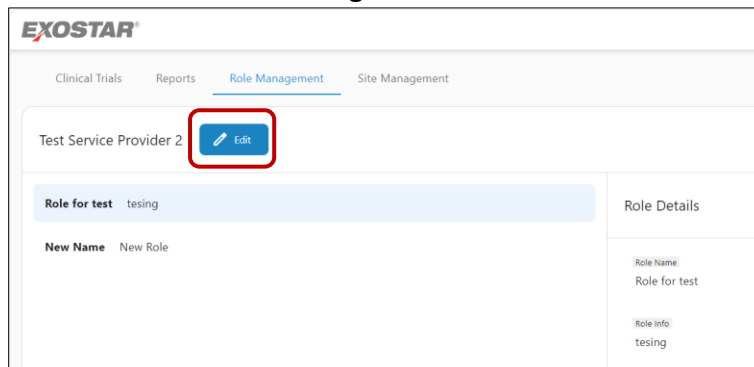 EXOSTAR®
Clinical Trials Reports Role Management Site Management
Test Service Provider 2 Edit
Role for test tesing
New Name New Role
Role Details
Role Name
Role for test
Role Info
tesing